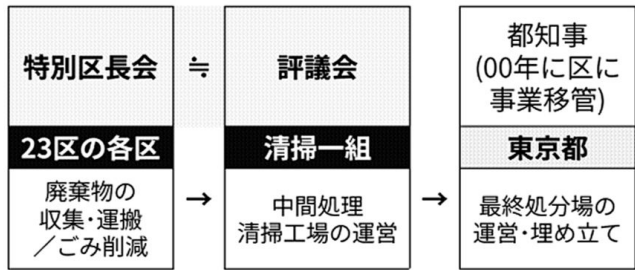 特別区長会
≒
評議会
都知事
(00年に区に
事業移管)
23区の各区
清掃一組
東京都
廃棄物の
収集・運搬
／ごみ削減
→
中間処理
清掃工場の運営
→
最終処分場の
運営・埋め立て